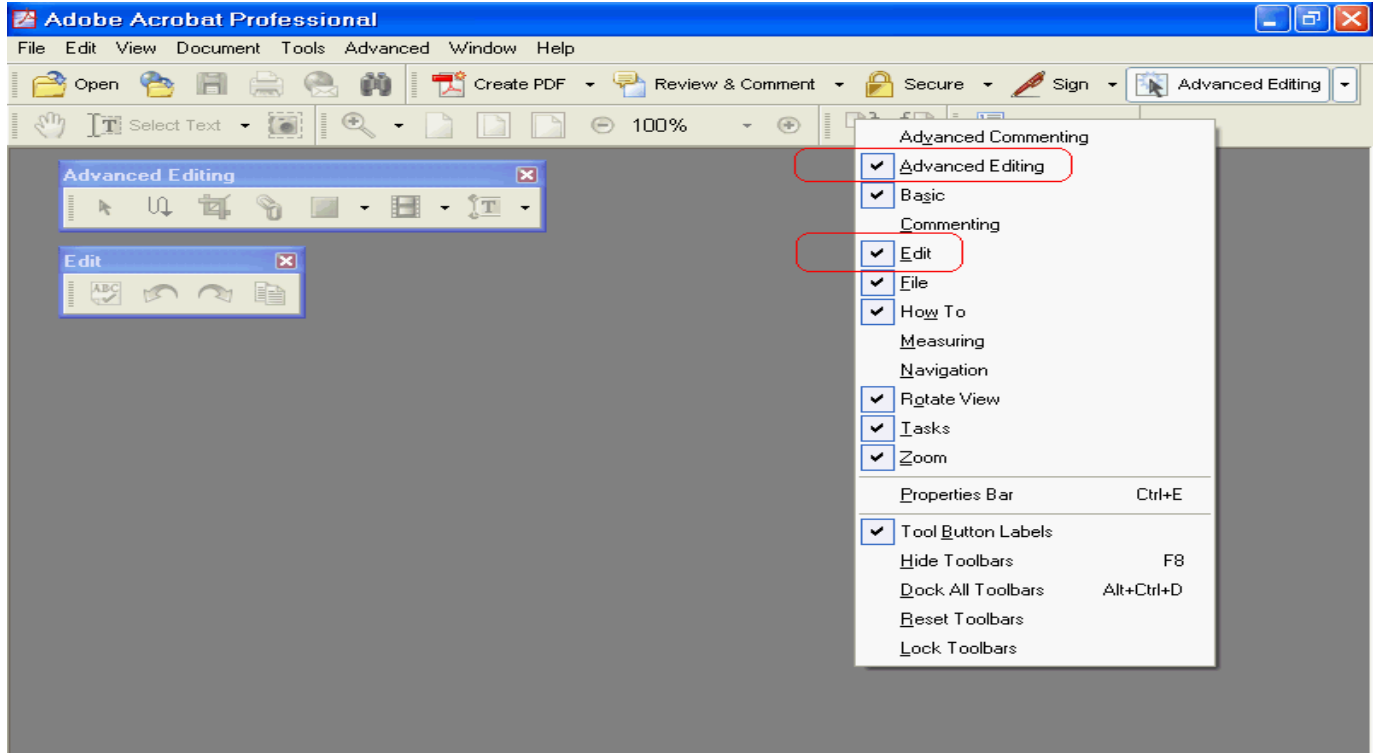 Adobe Acrobat Professional
File Edit View Document Tools Advanced Window Help
Open Create PDF Review & Comment Secure Sign Advanced Editing
T Select Text 100%
Advanced Commenting
Advanced Editing
Basic
Commenting
Edit
File
How To
Measuring
Navigation
Rotate View
Tasks
Zoom
Properties Bar Ctrl+E
Tool Button Labels
Hide Toolbars F8
Dock All Toolbars Alt+Ctrl+D
Reset Toolbars
Lock Toolbars
Advanced Editing
T
Edit
ABC